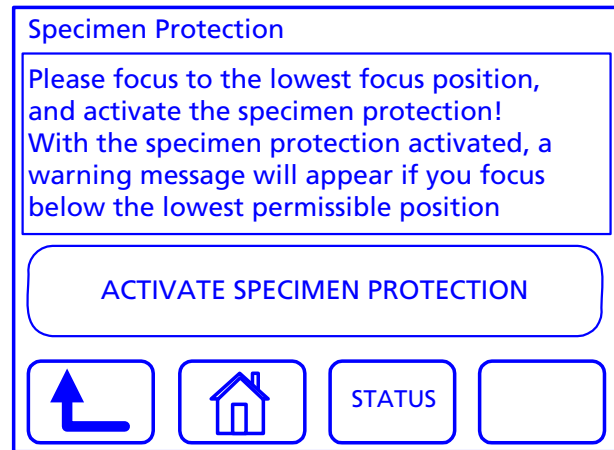 Specimen Protection
Please focus to the lowest focus position,
and activate the specimen protection!
With the specimen protection activated, a
warning message will appear if you focus
below the lowest permissible position
ACTIVATE SPECIMEN PROTECTION
STATUS